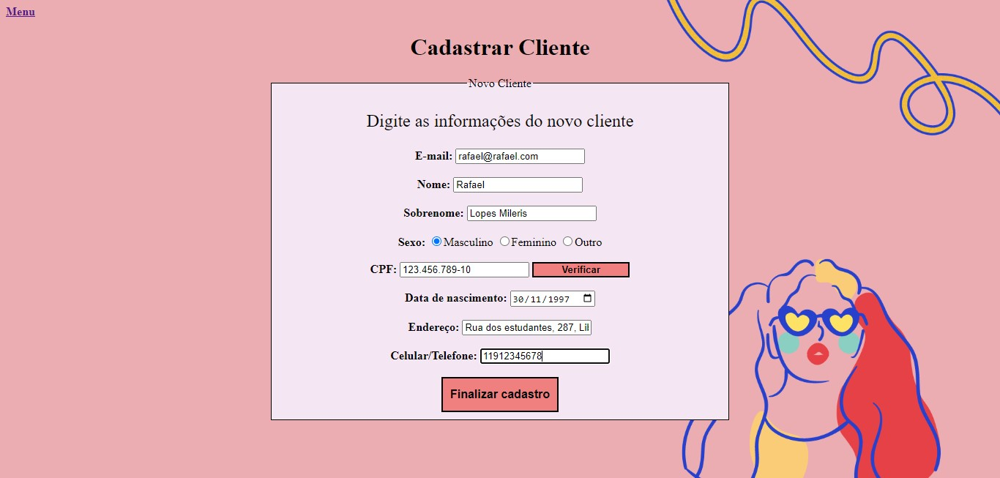 Menu
Cadastrar Cliente
Novo Cliente
Digite as informações do novo cliente
E-mail: rafael@rafael.com
Nome: Rafael
Sobrenome: Lopes Mileris
Sexo: Masculino Feminino Outro
CPF: 123.456.789-10 Verificar
Data de nascimento: 30/11/1997
Endereço: Rua dos estudantes, 287,
Celular/Telefone: 11912345678
Finalizar cadastro